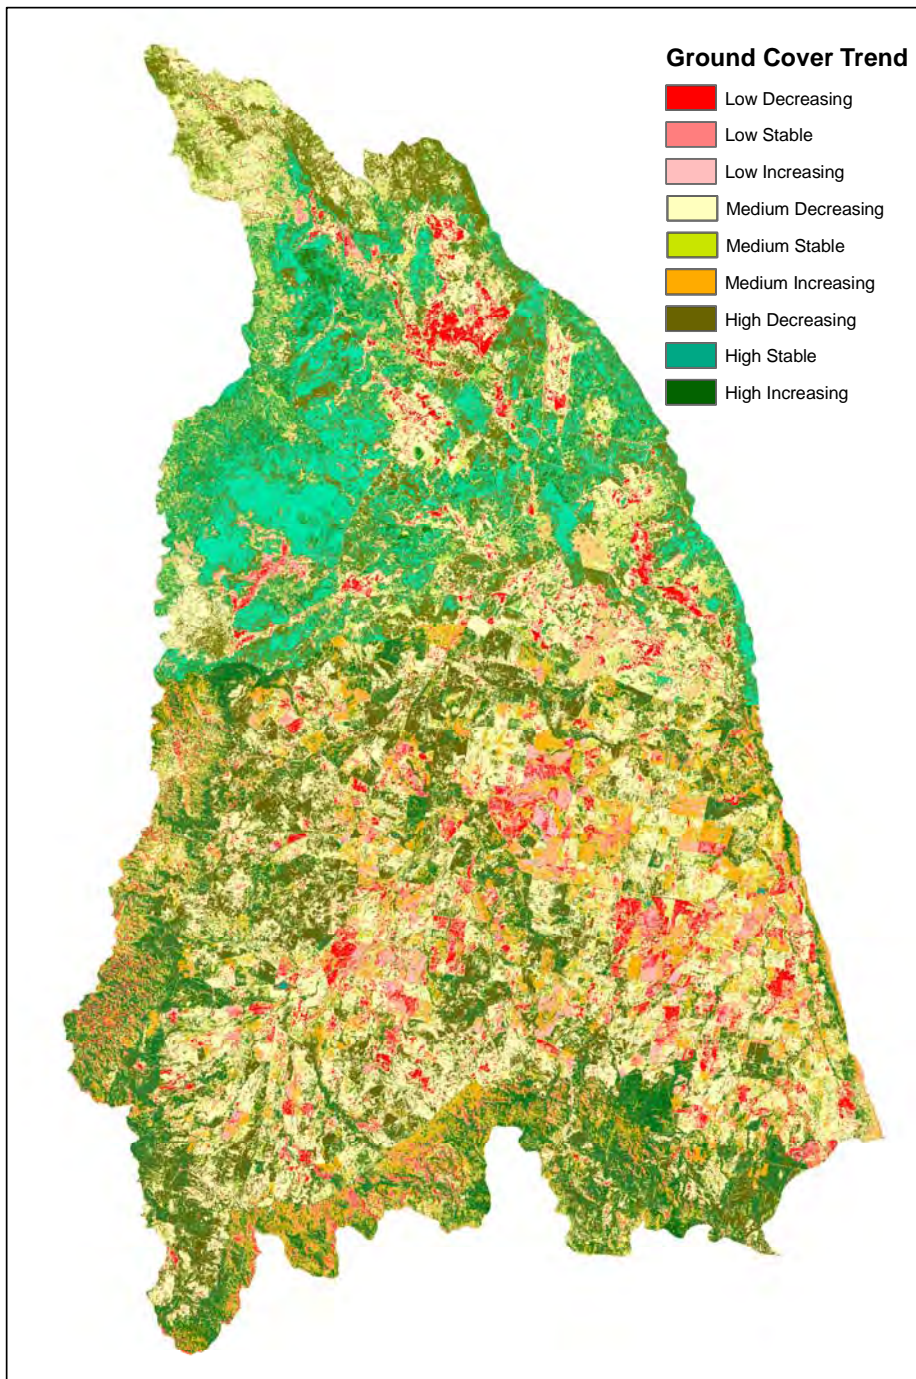 Ground Cover Trend
Low Decreasing
Low Stable
Low Increasing
Medium Decreasing
Medium Stable
Medium Increasing
High Decreasing
High Stable
High Increasing